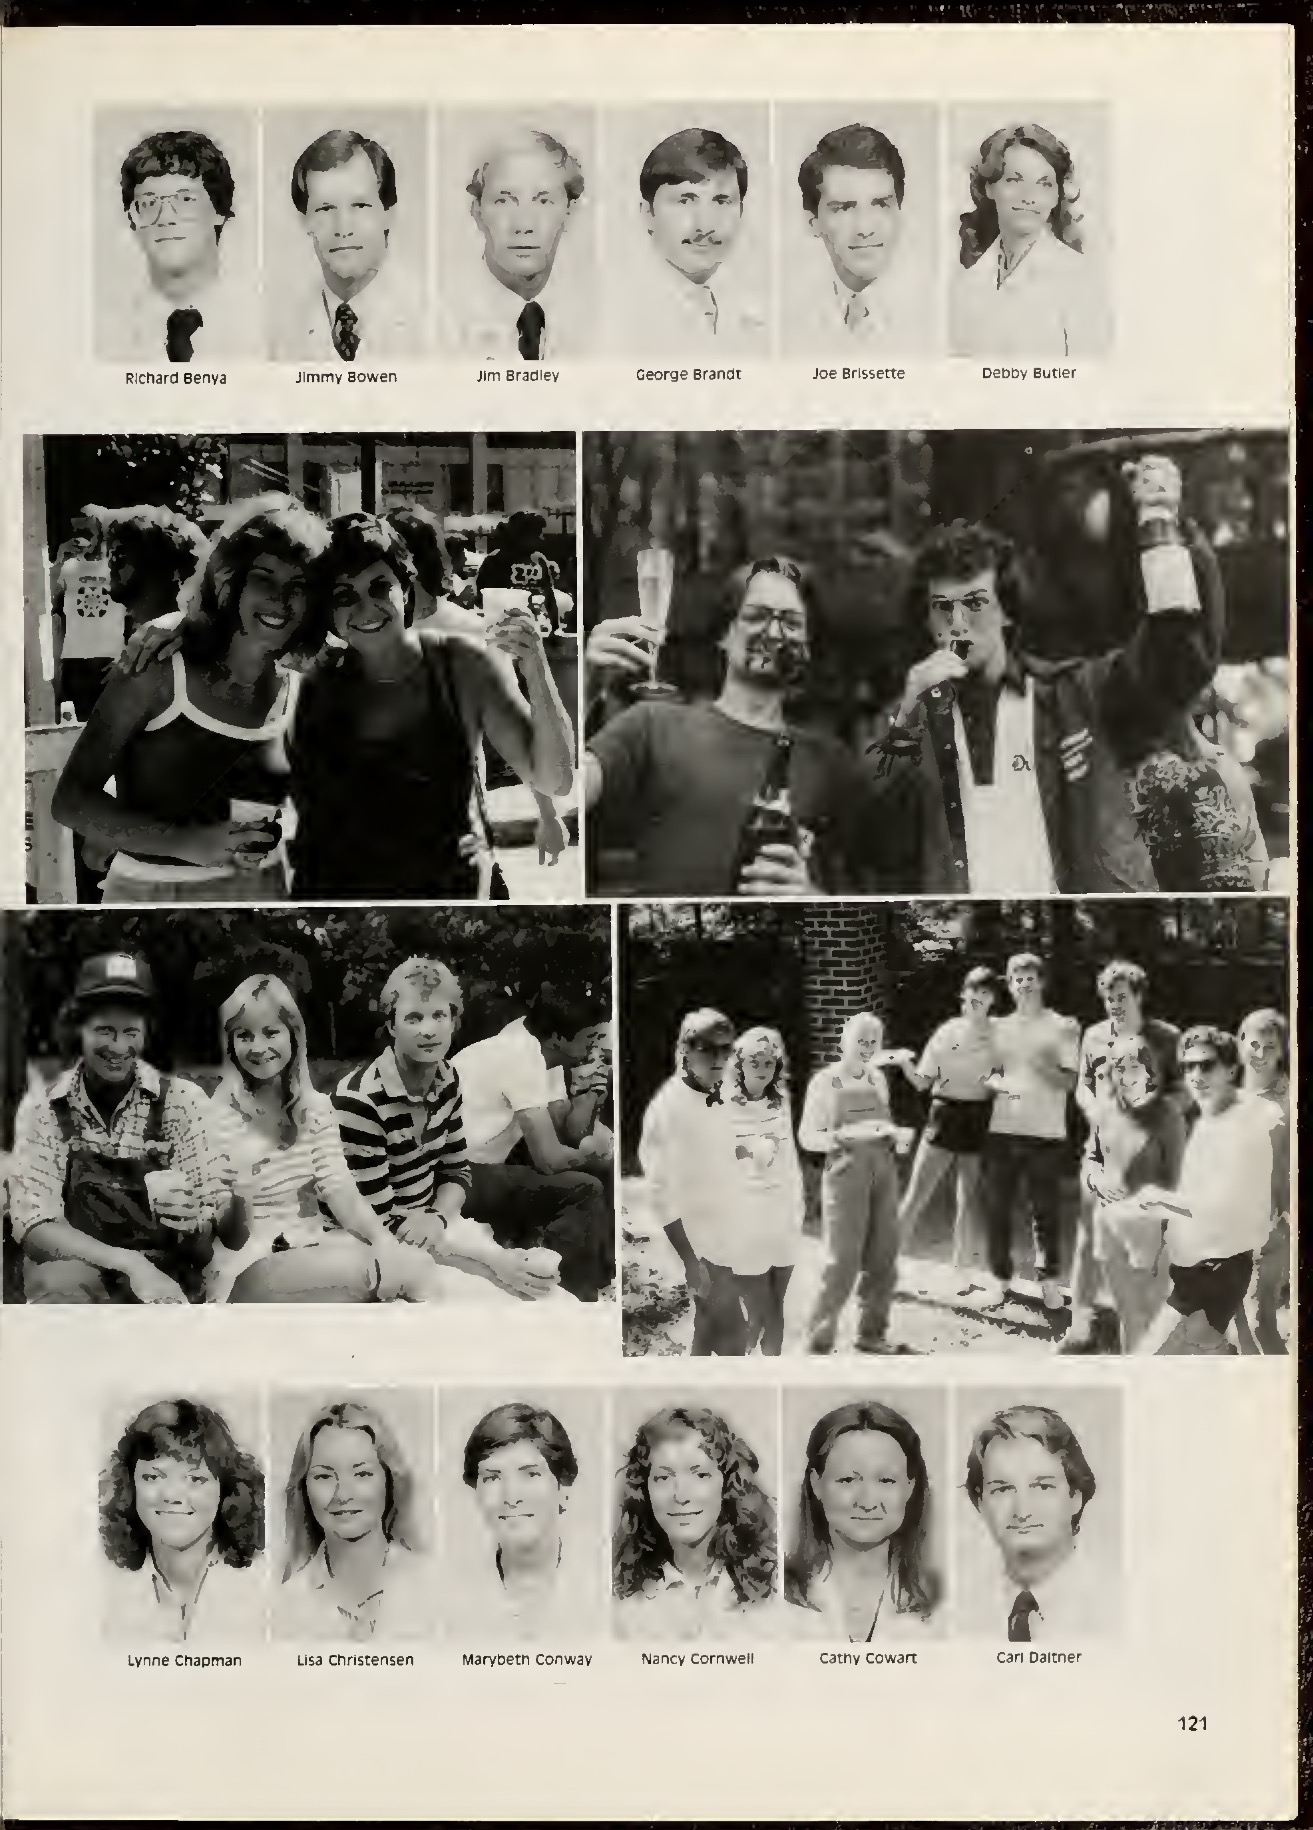 Richard Benya
Jimmy Bowen
Jim Bradley
George Brandt
Joe Brissette
Debby Butler
Lynne Chapman
Lisa Christensen
Marybeth Conway
Nancy Cornwell
Cathy Cowart
Carl Daltner
121